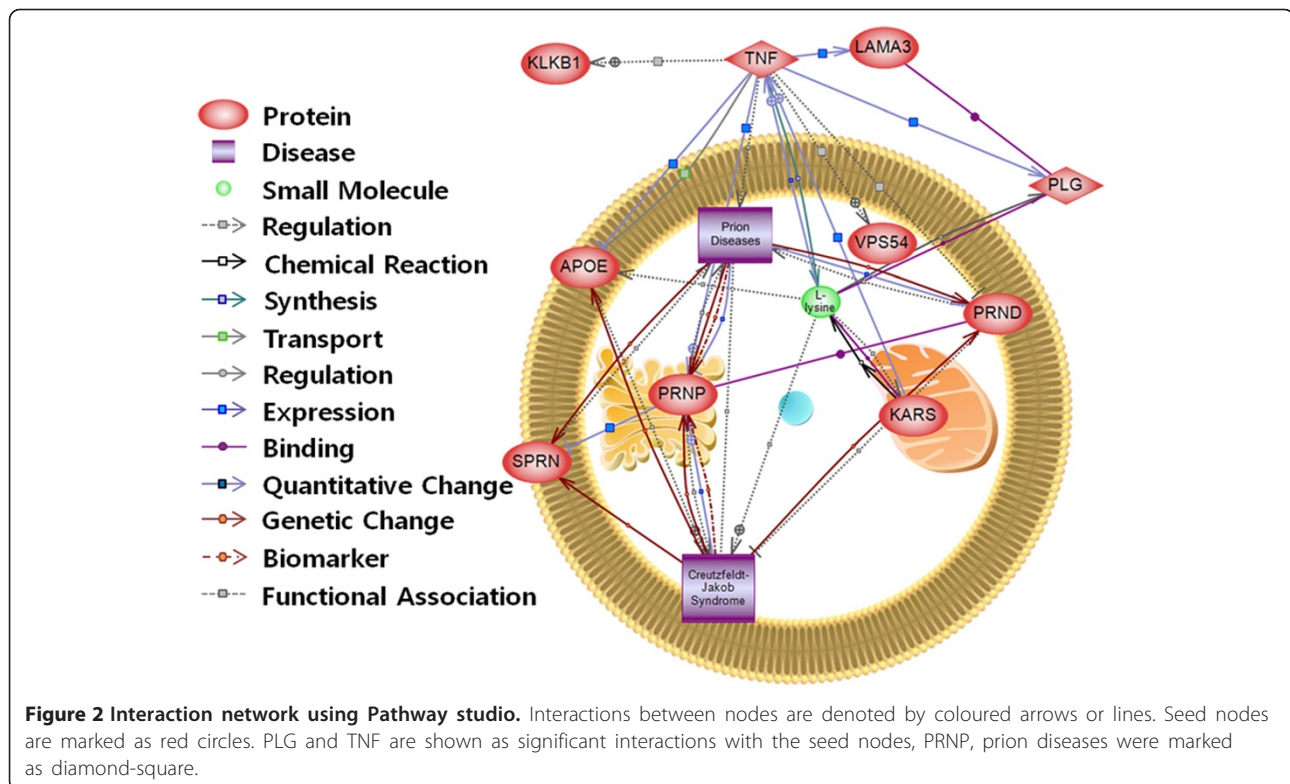 KLKB1
TNF
LAMA3
PLG
Protein
Disease
Small Molecule
Regulation
Chemical Reaction
Synthesis
Transport
Regulation
Expression
Binding
Quantitative Change
Genetic Change
Biomarker
Functional Association
Prion
Diseases
VPS54
APOE
L-
lysine
PRND
PRNP
KARS
SPRN
Creutzfeldt-
Jakob
Syndrome
Figure 2 Interaction network using Pathway studio. Interactions between nodes are denoted by coloured arrows or lines. Seed nodes
are marked as red circles. PLG and TNF are shown as significant interactions with the seed nodes, PRNP, prion diseases were marked
as diamond-square.